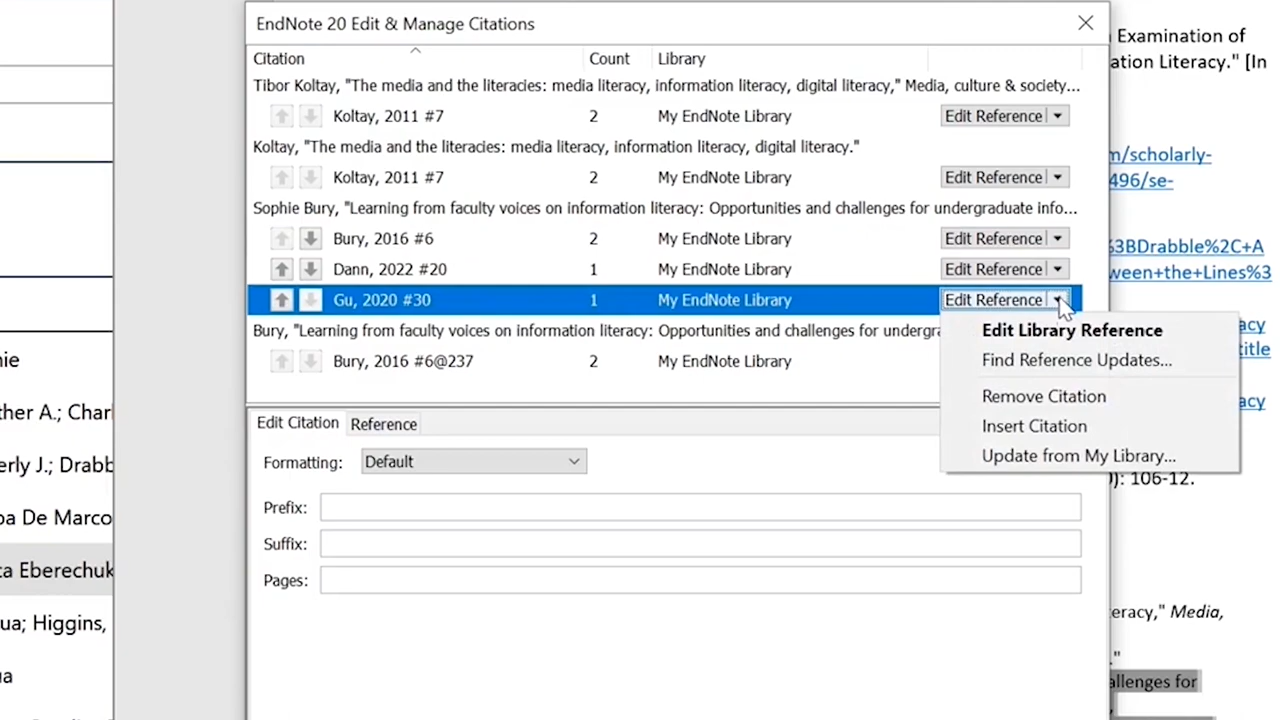 EndNote 20 Edit & Manage Citations
Citation Count Library
Tibor Koltay, "The media and the literacies: media literacy, information literacy, digital literacy," Media, culture & society...
Koltay, 2011 #7 2 My EndNote Library Edit Reference
Koltay, "The media and the literacies: media literacy, information literacy, digital literacy."
Koltay, 2011 #7 2 My EndNote Library Edit Reference
Sophie Bury, "Learning from faculty voices on information literacy: Opportunities and challenges for undergraduate info...
Bury, 2016 #6 2 My EndNote Library Edit Reference
Dann, 2022 #20 1 My EndNote Library Edit Reference
Gu, 2020 #30 1 My EndNote Library Edit Reference
Bury, "Learning from faculty voices on information literacy: Opportunities and challenges for undergra
Bury, 2016 #6@237 2 My EndNote Library
Edit Library Reference
Find Reference Updates...
Remove Citation
Insert Citation
Update from My Library...
Edit Citation Reference
Formatting: Default
Prefix:
Suffix:
Pages:
nie
ther A.; Charl
erly J.; Drabb
pa De Marco
ta Eberechuk
ua; Higgins,
ua
Examination of
ation Literacy." [In
m/scholarly-
496/se-
%3BDrabble%2C+A
ween+the+Lines%3
acy
title
acy
): 106-12.
eracy," Media,
."
allenges for